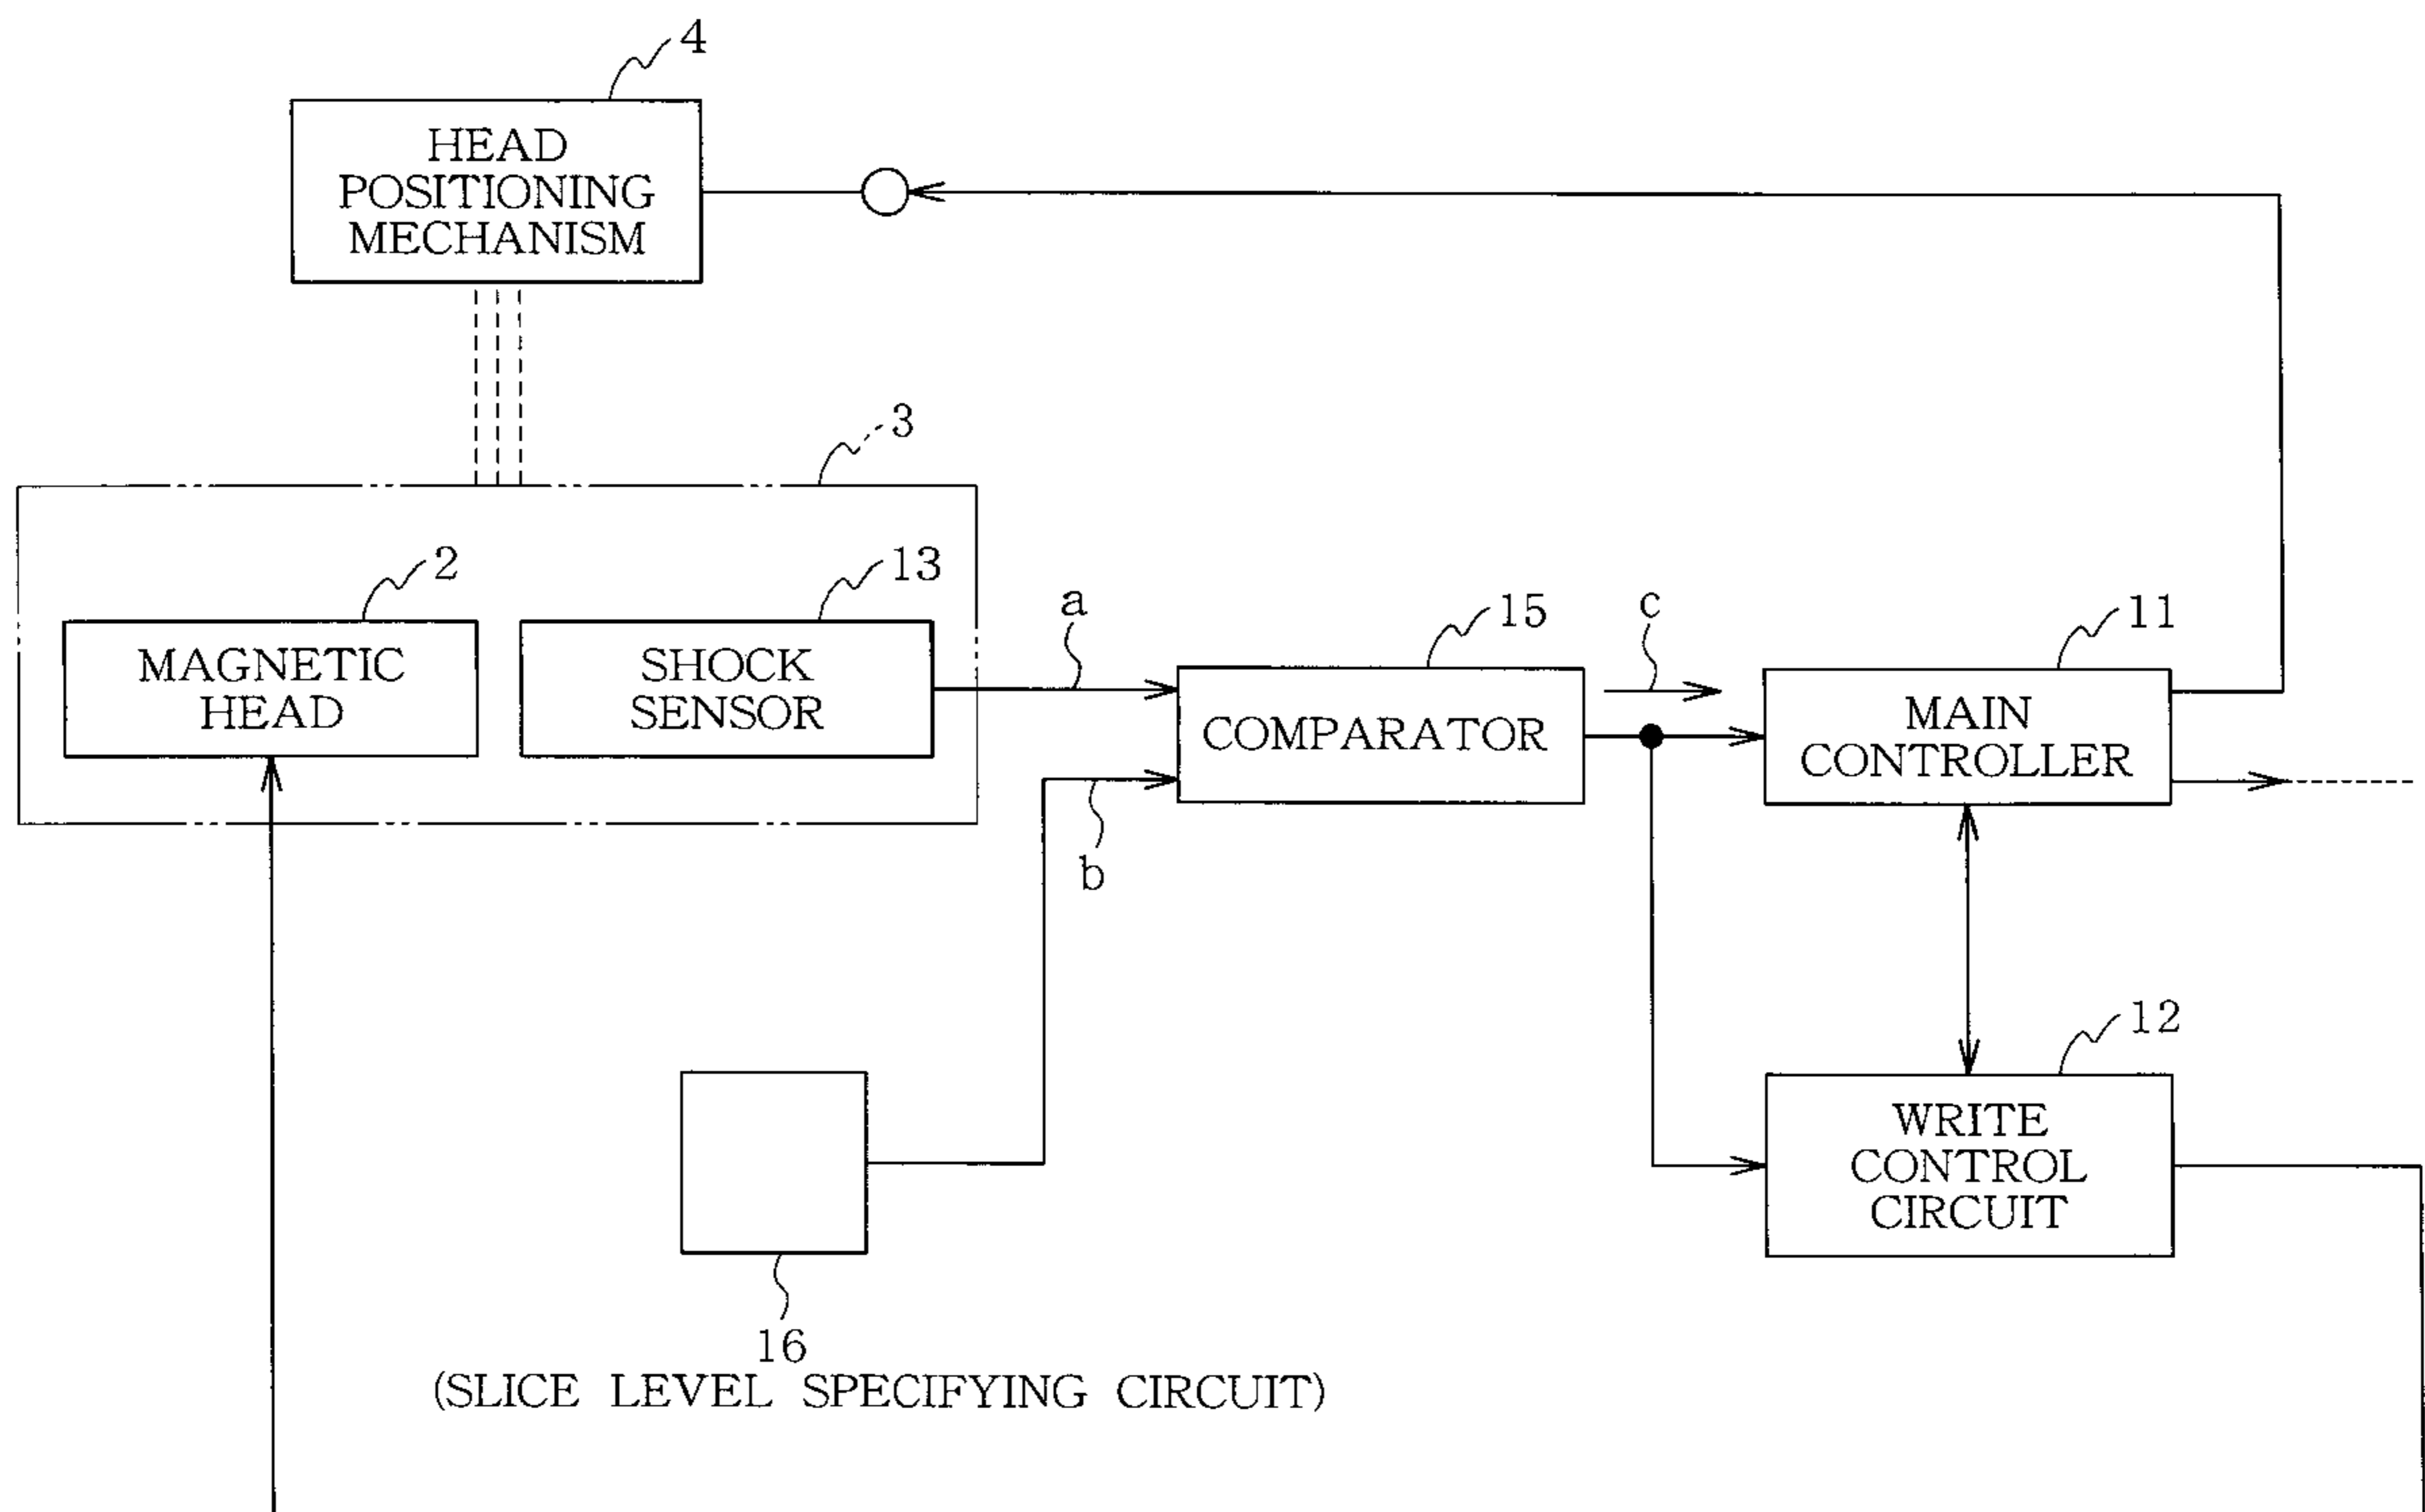 4
HEAD
POSITIONING
MECHANISM
3
2
13
a
15
c
11
MAGNETIC
HEAD
SHOCK
SENSOR
COMPARATOR
MAIN
CONTROLLER
b
12
WRITE
CONTROL
CIRCUIT
16
(SLICE LEVEL SPECIFYING CIRCUIT)